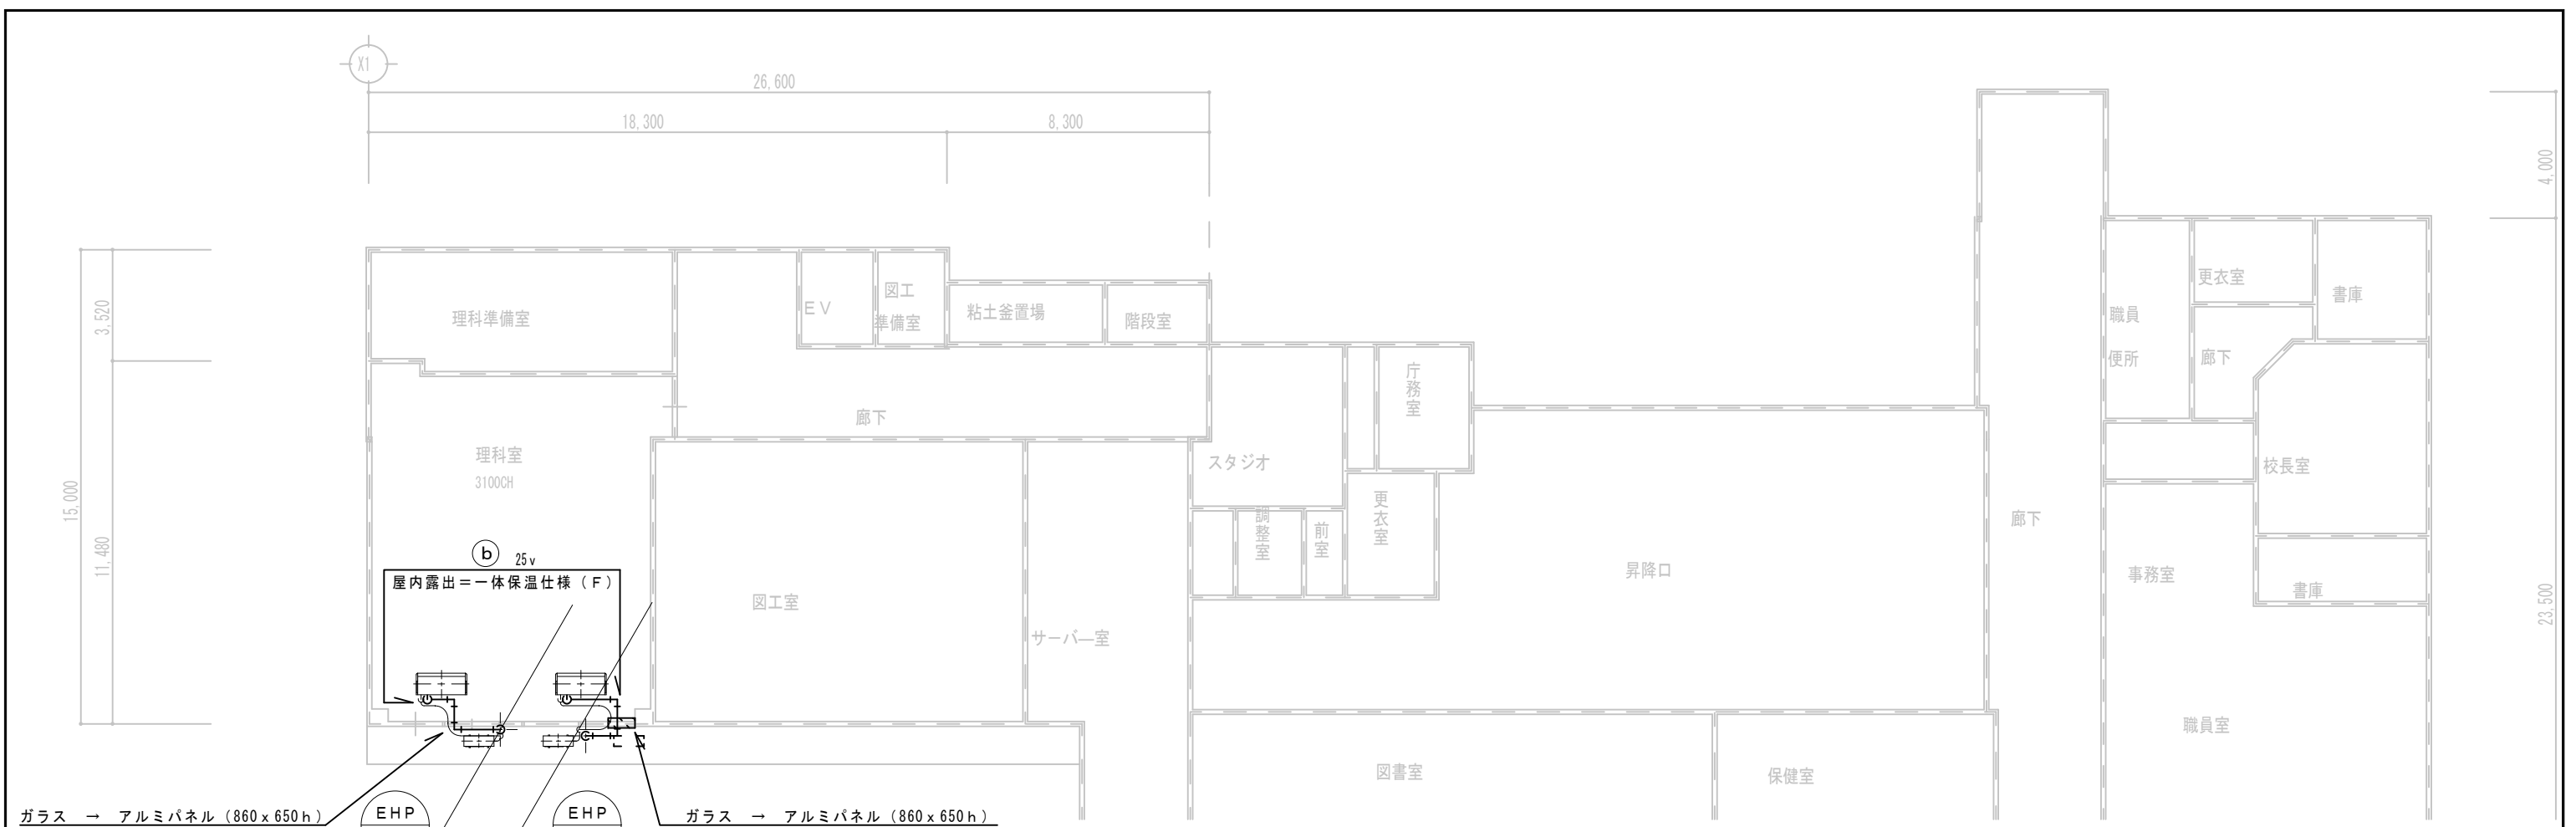 X1
26,600
18,300
8,300
4,000
3,520
15,000
11,480
23,500
理科準備室
EV
図工
準備室
粘土釜置場
階段室
廊下
庁務室
理科室
3100CH
スタジオ
調整室
前室
更衣室
昇降口
廊下
職員
便所
更衣室
書庫
廊下
校長室
事務室
書庫
職員室
ⓑ 25v
屋内露出=一体保温仕様(F)
図工室
サーバー室
図書室
保健室
ガラス → アルミパネル(860x650h)
EHP
EHP
ガラス → アルミパネル(860x650h)